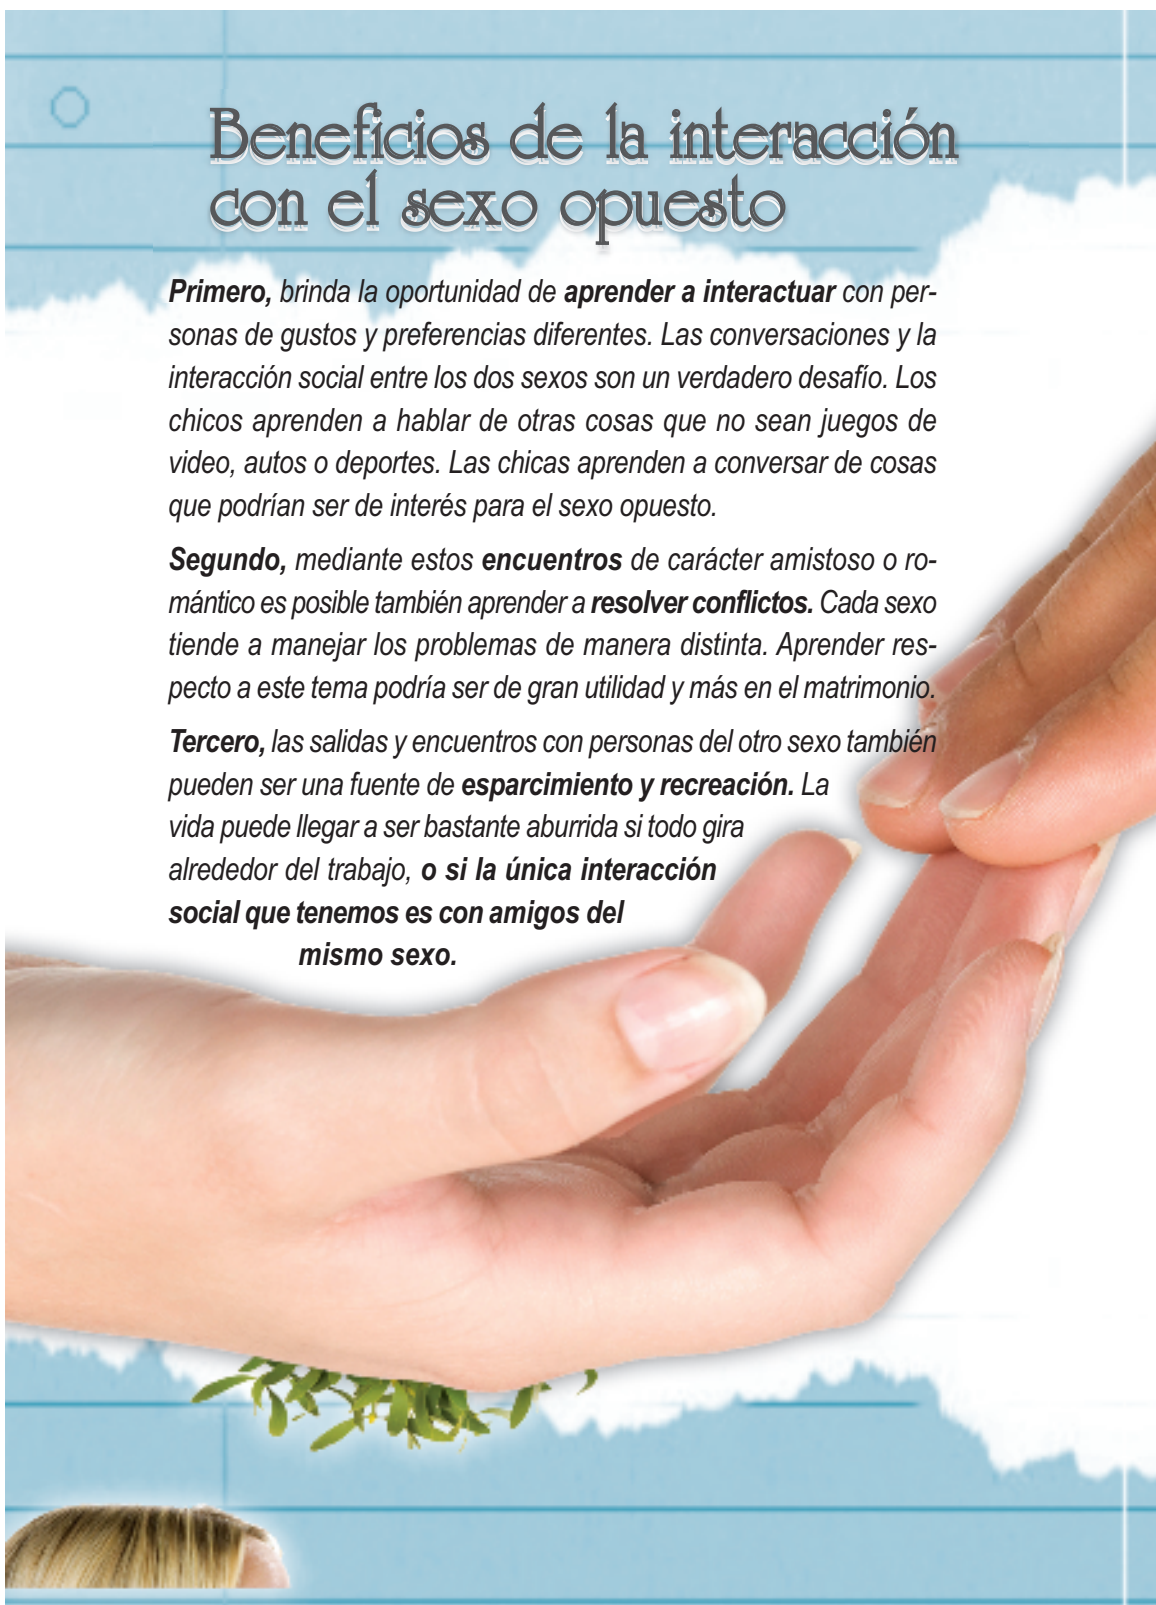 Beneficios de la interacción
con el sexo opuesto
Primero, brinda la oportunidad de aprender a interactuar con per-
sonas de gustos y preferencias diferentes. Las conversaciones y la
interacción social entre los dos sexos son un verdadero desafío. Los
chicos aprenden a hablar de otras cosas que no sean juegos de
video, autos o deportes. Las chicas aprenden a conversar de cosas
que podrían ser de interés para el sexo opuesto.
Segundo, mediante estos encuentros de carácter amistoso o ro-
mántico es posible también aprender a resolver conflictos. Cada sexo
tiende a manejar los problemas de manera distinta. Aprender res-
pecto a este tema podría ser de gran utilidad y más en el matrimonio.
Tercero, las salidas y encuentros con personas del otro sexo también
pueden ser una fuente de esparcimiento y recreación. La
vida puede llegar a ser bastante aburrida si todo gira
alrededor del trabajo, o si la única interacción
social que tenemos es con amigos del
mismo sexo.